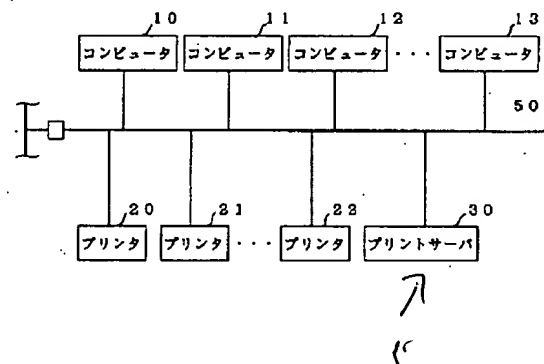 10 11 12 13
コンピュータ コンピュータ コンピュータ ・・・ コンピュータ
50
20 21 22 30
プリンタ プリンタ ・・・ プリンタ プリントサーバ